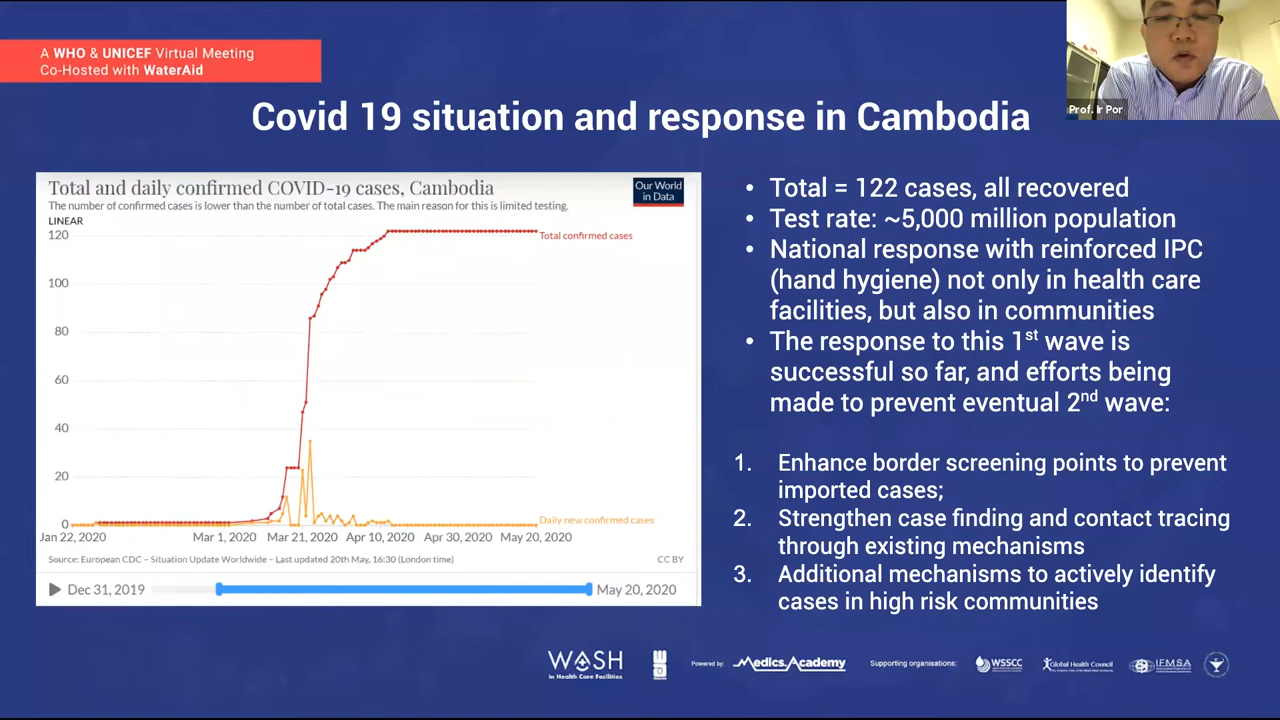 A WHO & UNICEF Virtual Meeting
Co-Hosted with WaterAid
Prof. Ir Por
Covid 19 situation and response in Cambodia
Total and daily confirmed COVID-19 cases, Cambodia
The number of confirmed cases is lower than the number of total cases. The main reason for this is limited testing.
Our World
in Data
LINEAR
120
Total confirmed cases
100
80
60
40
20
Daily new confirmed cases
0
Jan 22, 2020
Mar 1, 2020
Mar 21, 2020
Apr 10, 2020
Apr 30, 2020
May 20, 2020
Source: European CDC – Situation Update Worldwide – Last updated 20th May, 16:30 (London time)
CC BY
Dec 31, 2019
May 20, 2020
• Total = 122 cases, all recovered
• Test rate: ~5,000 million population
• National response with reinforced IPC
(hand hygiene) not only in health care
facilities, but also in communities
• The response to this 1st wave is
successful so far, and efforts being
made to prevent eventual 2nd wave:
1. Enhance border screening points to prevent
imported cases;
2. Strengthen case finding and contact tracing
through existing mechanisms
3. Additional mechanisms to actively identify
cases in high risk communities
WASH
in Health Care Facilities
Powered by:
Medics.Academy
Supporting organisations:
WSSCC
Global Health Council
IFMSA